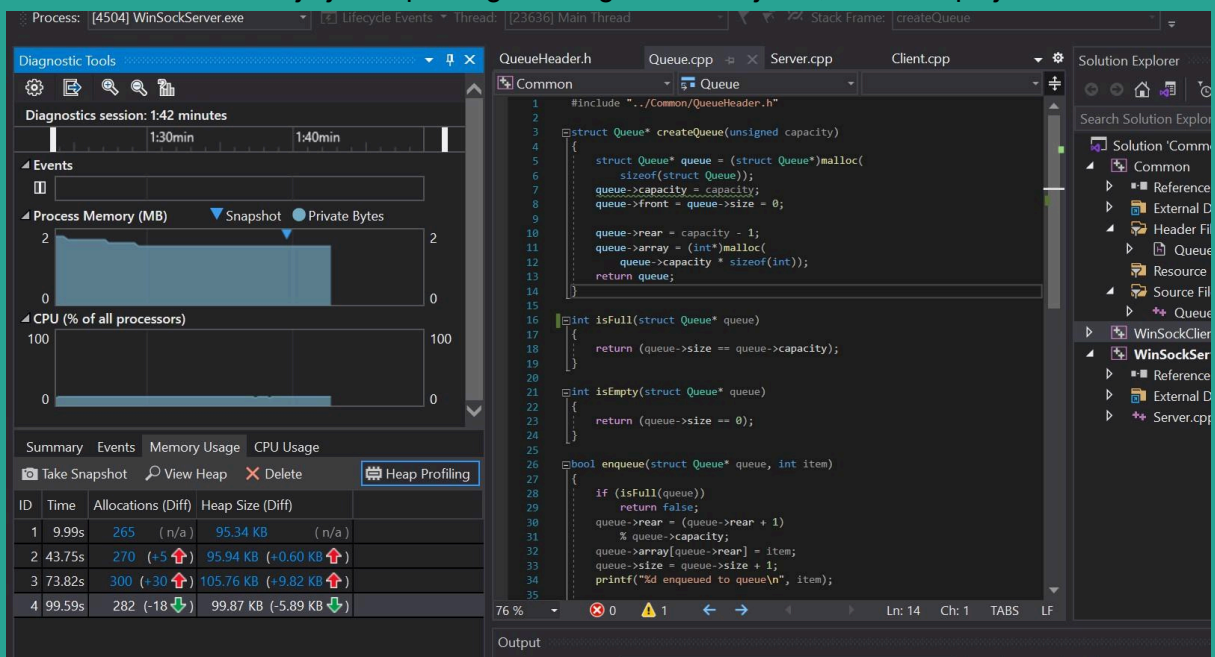 Process: [4504] WinSockServer.exe Lifecycle Events Thread: [23636] Main Thread Stack Frame: createQueue
Diagnostic Tools
Diagnostics session: 1:42 minutes
1:30min 1:40min
Events
Process Memory (MB) Snapshot Private Bytes
2 2
0 0
CPU (% of all processors)
100 100
0 0
Summary Events Memory Usage CPU Usage
Take Snapshot View Heap Delete Heap Profiling
ID Time Allocations (Diff) Heap Size (Diff)
1 9.99s 265 (n/a) 95.34 KB (n/a)
2 43.75s 270 (+5) 95.94 KB (+0.60 KB)
3 73.82s 300 (+30) 105.76 KB (+9.82 KB)
4 99.59s 282 (-18) 99.87 KB (-5.89 KB)
QueueHeader.h Queue.cpp Server.cpp Client.cpp
Common Queue
1 #include "../Common/QueueHeader.h"
2
3 struct Queue* createQueue(unsigned capacity)
4 {
5 struct Queue* queue = (struct Queue*)malloc(
6 sizeof(struct Queue));
7 queue->capacity = capacity;
8 queue->front = queue->size = 0;
9
10 queue->rear = capacity - 1;
11 queue->array = (int*)malloc(
12 queue->capacity * sizeof(int));
13 return queue;
14 }
15
16 int isFull(struct Queue* queue)
17 {
18 return (queue->size == queue->capacity);
19 }
20
21 int isEmpty(struct Queue* queue)
22 {
23 return (queue->size == 0);
24 }
25
26 bool enqueue(struct Queue* queue, int item)
27 {
28 if (isFull(queue))
29 return false;
30 queue->rear = (queue->rear + 1)
31 % queue->capacity;
32 queue->array[queue->rear] = item;
33 queue->size = queue->size + 1;
34 printf("%d enqueued to queue\n", item);
35
76 % 0 1 Ln: 14 Ch: 1 TABS LF
Output
Solution Explorer
Search Solution Explor
Solution 'Comm
Common
Reference
External D
Header Fil
Queue
Resource
Source Fil
Queue
WinSockClier
WinSockSer
Reference
External D
Server.cpp